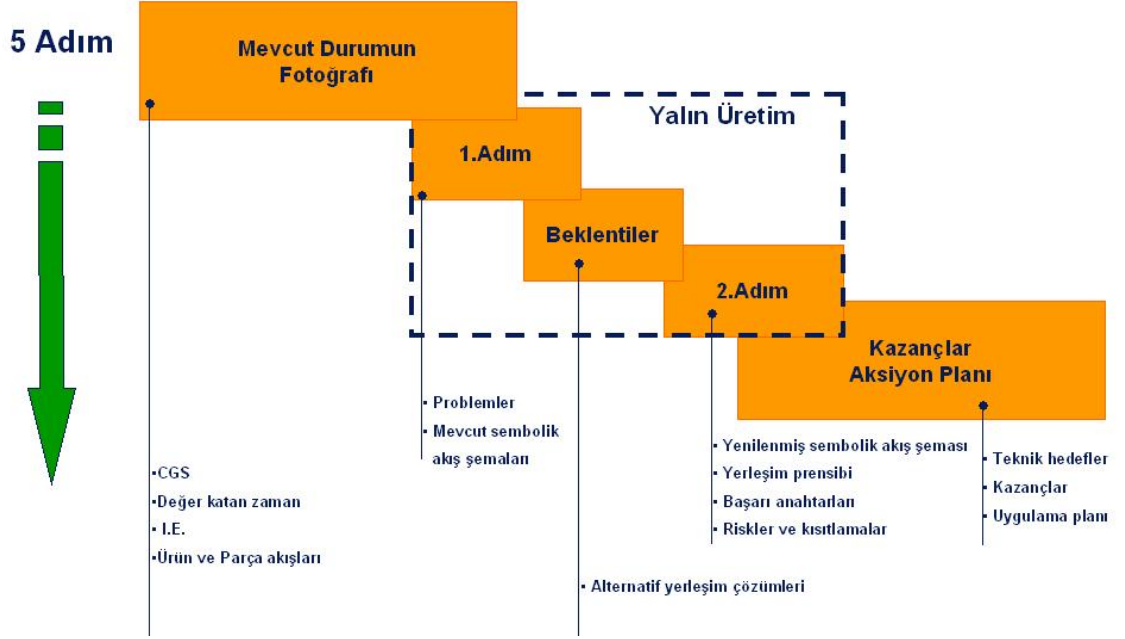 5 Adım
Mevcut Durumun
Fotoğrafı
Yalın Üretim
1.Adım
Beklentiler
2.Adım
Kazançlar
Aksiyon Planı
▪ Problemler
▪ Mevcut sembolik
akış şemaları
▪CGS
▪Değer katan zaman
▪ I.E.
▪Ürün ve Parça akışları
▪ Yenilenmiş sembolik akış şeması
▪ Yerleşim prensibi
▪ Başarı anahtarları
▪ Riskler ve kısıtlamalar
▪ Teknik hedefler
▪ Kazançlar
▪ Uygulama planı
▪ Alternatif yerleşim çözümleri